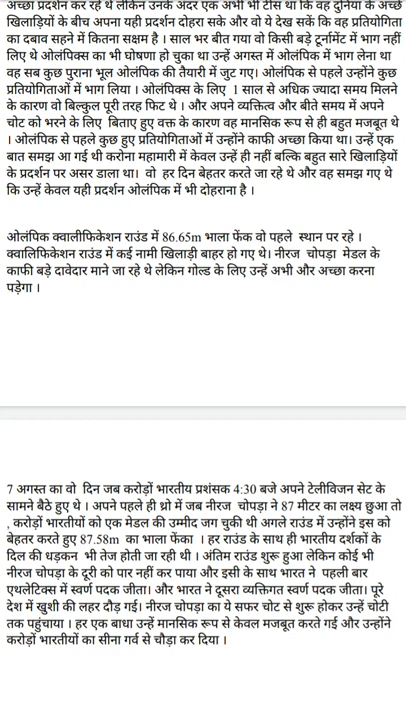 अच्छा प्रदर्शन कर रहे थे लेकिन उनके अंदर एक अभी भी टीस था कि वह दुनिया के अच्छे
खिलाड़ियों के बीच अपना यही प्रदर्शन दोहरा सके और वो ये देख सकें कि वह प्रतियोगिता
का दबाव सहने में कितना सक्षम है । साल भर बीत गया वो किसी बड़े टूर्नामेंट में भाग नहीं
लिए थे ओलंपिक्स का भी घोषणा हो चुका था उन्हें अगस्त में ओलंपिक में भाग लेना था
वह सब कुछ पुराना भूल ओलंपिक की तैयारी में जुट गए। ओलंपिक से पहले उन्होंने कुछ
प्रतियोगिताओं में भाग लिया । ओलंपिक्स के लिए 1 साल से अधिक ज्यादा समय मिलने
के कारण वो बिल्कुल पूरी तरह फिट थे । और अपने व्यक्तित्व और बीते समय में अपने
चोट को भरने के लिए बिताए हुए वक्त के कारण वह मानसिक रूप से ही बहुत मजबूत थे
। ओलंपिक से पहले कुछ हुए प्रतियोगिताओं में उन्होंने काफी अच्छा किया था। उन्हें एक
बात समझ आ गई थी करोना महामारी में केवल उन्हें ही नहीं बल्कि बहुत सारे खिलाड़ियों
के प्रदर्शन पर असर डाला था। वो हर दिन बेहतर करते जा रहे थे और वह समझ गए थे
कि उन्हें केवल यही प्रदर्शन ओलंपिक में भी दोहराना है ।
ओलंपिक क्वालीफिकेशन राउंड में 86.65m भाला फेंक वो पहले स्थान पर रहे ।
क्वालिफिकेशन राउंड में कई नामी खिलाड़ी बाहर हो गए थे। नीरज चोपड़ा मेडल के
काफी बड़े दावेदार माने जा रहे थे लेकिन गोल्ड के लिए उन्हें अभी और अच्छा करना
पड़ेगा ।
7 अगस्त का वो दिन जब करोड़ों भारतीय प्रशंसक 4:30 बजे अपने टेलीविजन सेट के
सामने बैठे हुए थे । अपने पहले ही थ्रो में जब नीरज चोपड़ा ने 87 मीटर का लक्ष्य छुआ तो
, करोड़ों भारतीयों को एक मेडल की उम्मीद जग चुकी थी अगले राउंड में उन्होंने इस को
बेहतर करते हुए 87.58m का भाला फेंका । हर राउंड के साथ ही भारतीय दर्शकों के
दिल की धड़कन भी तेज होती जा रही थी । अंतिम राउंड शुरू हुआ लेकिन कोई भी
नीरज चोपड़ा के दूरी को पार नहीं कर पाया और इसी के साथ भारत ने पहली बार
एथलेटिक्स में स्वर्ण पदक जीता। और भारत ने दूसरा व्यक्तिगत स्वर्ण पदक जीता। पूरे
देश में खुशी की लहर दौड़ गई। नीरज चोपड़ा का ये सफर चोट से शुरू होकर उन्हें चोटी
तक पहुंचाया । हर एक बाधा उन्हें मानसिक रूप से केवल मजबूत करते गई और उन्होंने
करोड़ों भारतीयों का सीना गर्व से चौड़ा कर दिया ।